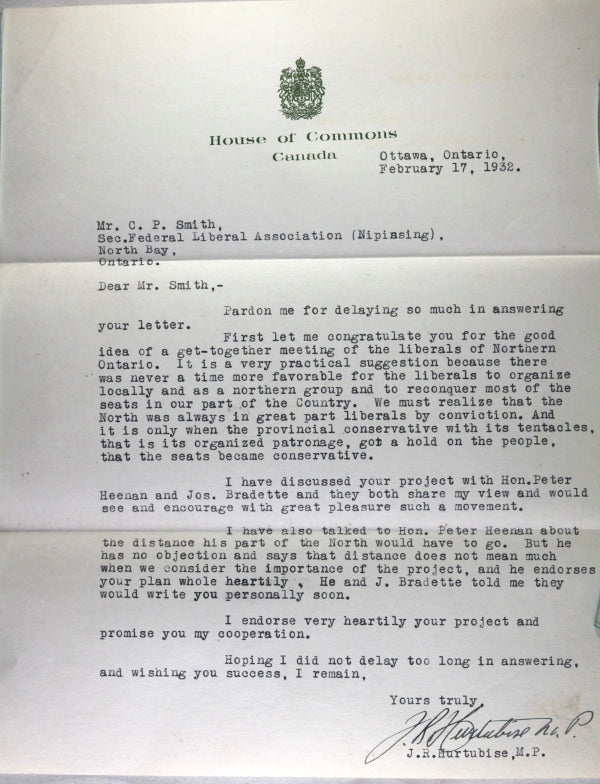 House of Commons
Canada
Ottawa, Ontario,
February 17, 1932.
Mr. C. P. Smith,
Sec.Federal Liberal Association (Nipissing),
North Bay,
Ontario.
Dear Mr. Smith,-
Pardon me for delaying so much in answering
your letter.
First let me congratulate you for the good
idea of a get-together meeting of the liberals of Northern
Ontario. It is a very practical suggestion because there
was never a time more favorable for the liberals to organize
locally and as a northern group and to reconquer most of the
seats in our part of the Country. We must realize that the
North was always in great part liberals by conviction. And
it is only when the provincial conservative with its tentacles,
that is its organized patronage, got a hold on the people,
that the seats became conservative.
I have discussed your project with Hon.Peter
Heenan and Jos. Bradette and they both share my view and would
see and encourage with great pleasure such a movement.
I have also talked to Hon. Peter Heenan about
the distance his part of the North would have to go. But he
has no objection and says that distance does not mean much
when we consider the importance of the project, and he endorses
your plan whole heartily , He and J. Bradette told me they
would write you personally soon.
I endorse very heartily your project and
promise you my cooperation.
Hoping I did not delay too long in answering,
and wishing you success, I remain,
Yours truly
J.R. Hurtubise M.P.
J.R.Hurtubise,M.P.